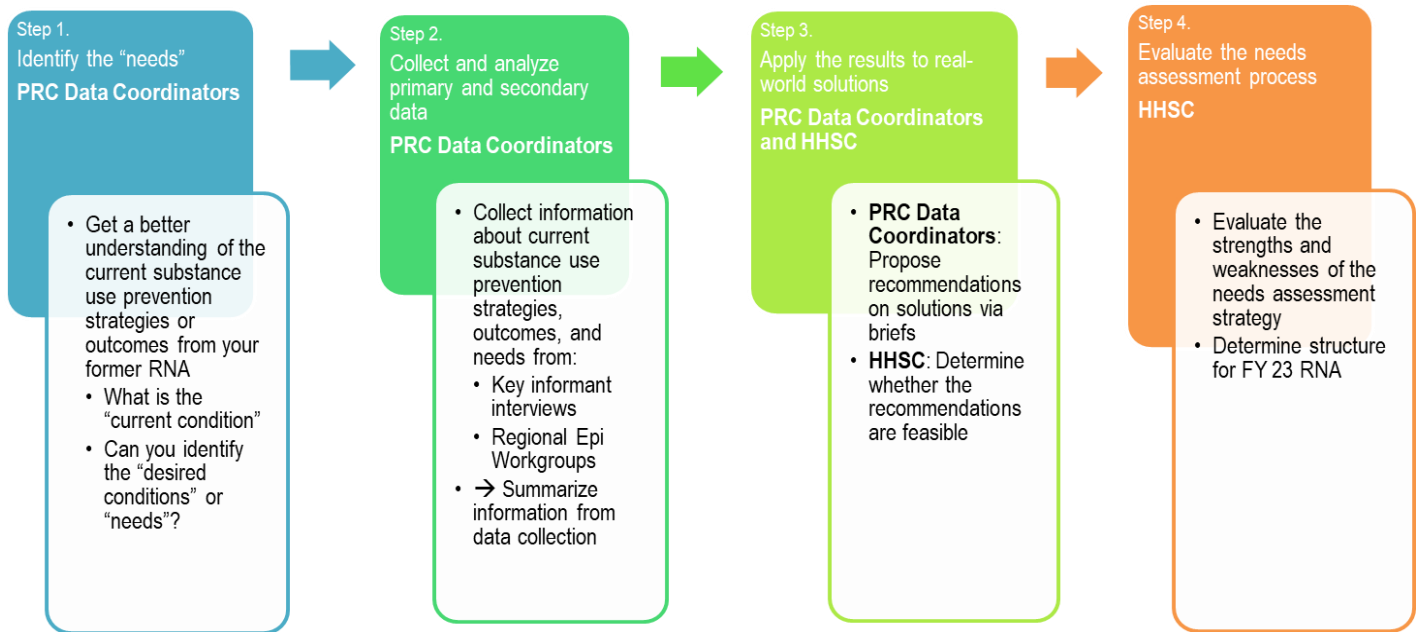 Step 1.
Identify the “needs”
PRC Data Coordinators
• Get a better
understanding of the
current substance
use prevention
strategies or
outcomes from your
former RNA
• What is the
“current condition”
• Can you identify
the “desired
conditions” or
“needs”?
Step 2.
Collect and analyze
primary and secondary
data
PRC Data Coordinators
• Collect information
about current
substance use
prevention
strategies,
outcomes, and
needs from:
• Key informant
interviews
• Regional Epi
Workgroups
• → Summarize
information from
data collection
Step 3.
Apply the results to real-
world solutions
PRC Data Coordinators
and HHSC
• PRC Data
Coordinators:
Propose
recommendations
on solutions via
briefs
• HHSC: Determine
whether the
recommendations
are feasible
Step 4.
Evaluate the needs
assessment process
HHSC
• Evaluate the
strengths and
weaknesses of the
needs assessment
strategy
• Determine structure
for FY 23 RNA